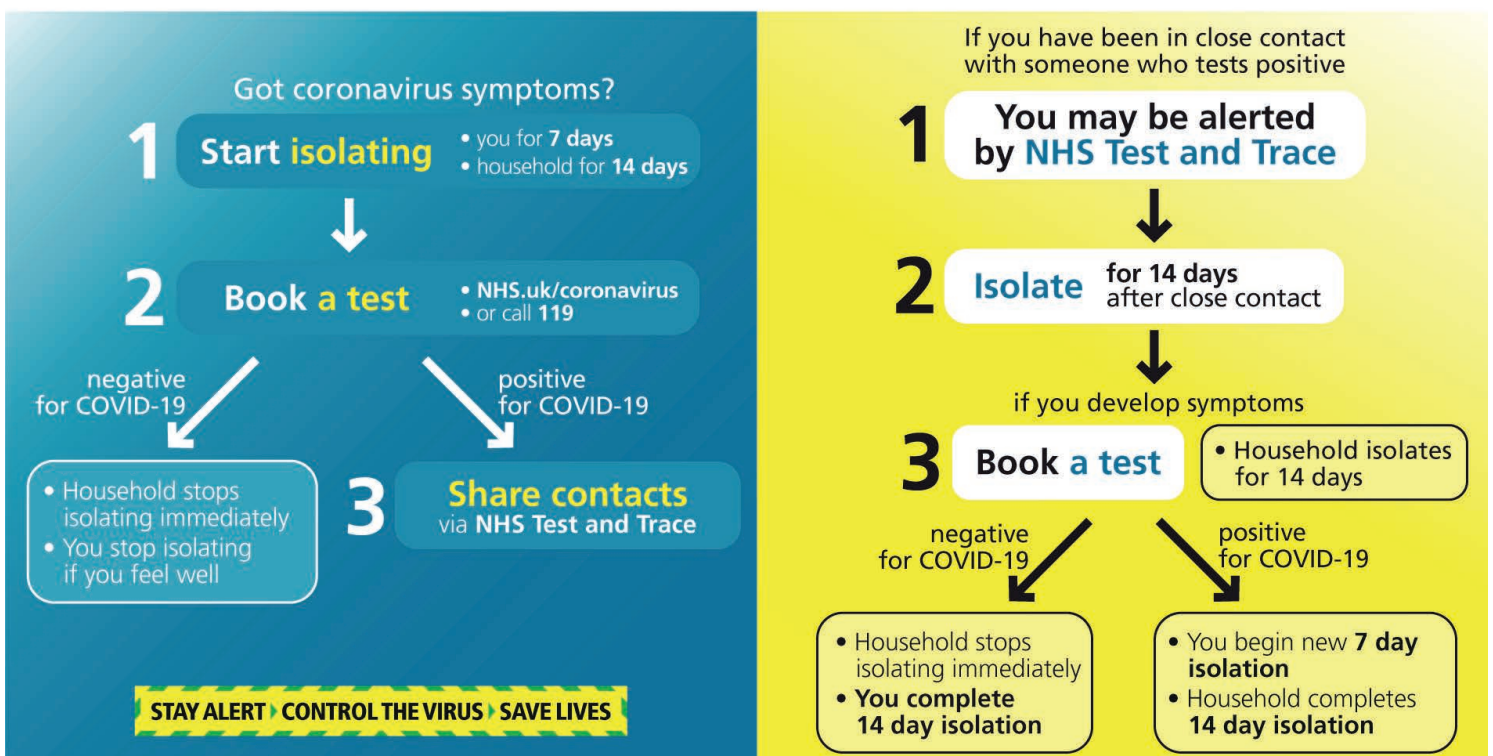 Got coronavirus symptoms?
1 Start isolating
• you for 7 days
• household for 14 days
2 Book a test
• NHS.uk/coronavirus
• or call 119
negative
for COVID-19
positive
for COVID-19
• Household stops
isolating immediately
• You stop isolating
if you feel well
3 Share contacts
via NHS Test and Trace
STAY ALERT CONTROL THE VIRUS SAVE LIVES
If you have been in close contact
with someone who tests positive
1 You may be alerted
by NHS Test and Trace
2 Isolate
for 14 days
after close contact
if you develop symptoms
3 Book a test
• Household isolates
for 14 days
negative
for COVID-19
positive
for COVID-19
• Household stops
isolating immediately
• You complete
14 day isolation
• You begin new 7 day
isolation
• Household completes
14 day isolation